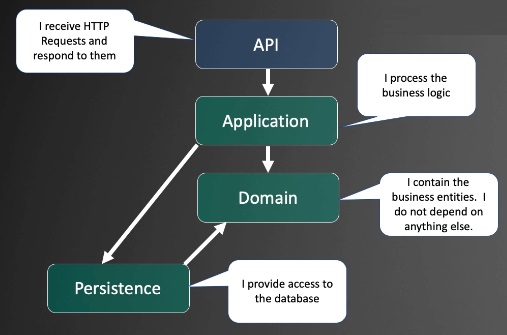 I receive HTTP
Requests and
respond to them
API
I process the
business logic
Application
I contain the
business entities. I
do not depend on
anything else.
Domain
Persistence
I provide access to
the database